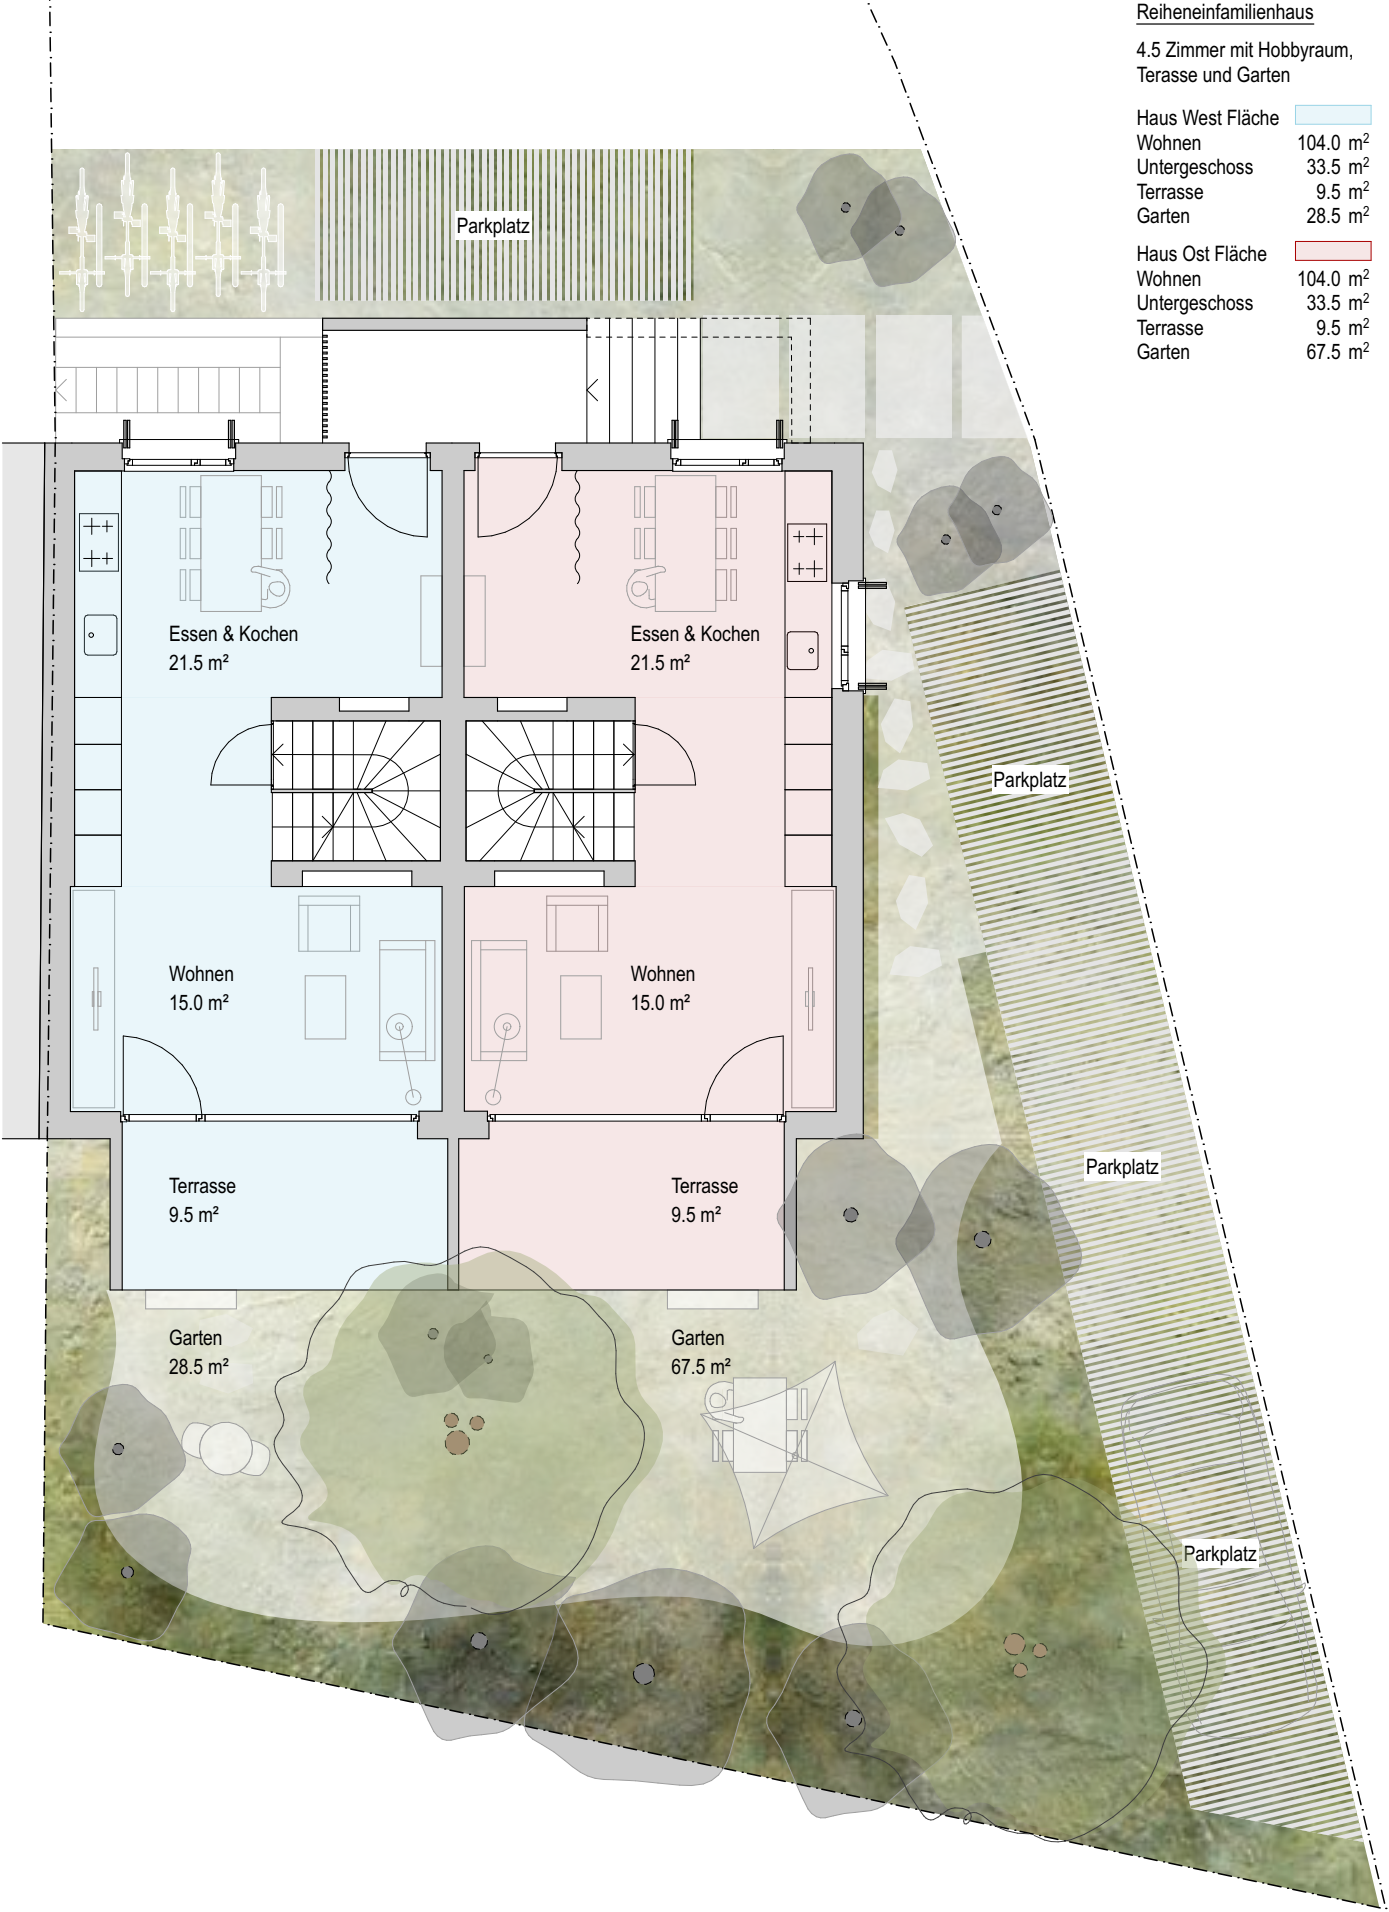 Reiheneinfamilienhaus
4.5 Zimmer mit Hobbyraum,
Terasse und Garten
Haus West Fläche
Wohnen 104.0 m²
Untergeschoss 33.5 m²
Terrasse 9.5 m²
Garten 28.5 m²
Haus Ost Fläche
Wohnen 104.0 m²
Untergeschoss 33.5 m²
Terrasse 9.5 m²
Garten 67.5 m²
Parkplatz
Essen & Kochen
21.5 m²
Essen & Kochen
21.5 m²
Parkplatz
Wohnen
15.0 m²
Wohnen
15.0 m²
Parkplatz
Terrasse
9.5 m²
Terrasse
9.5 m²
Garten
28.5 m²
Garten
67.5 m²
Parkplatz